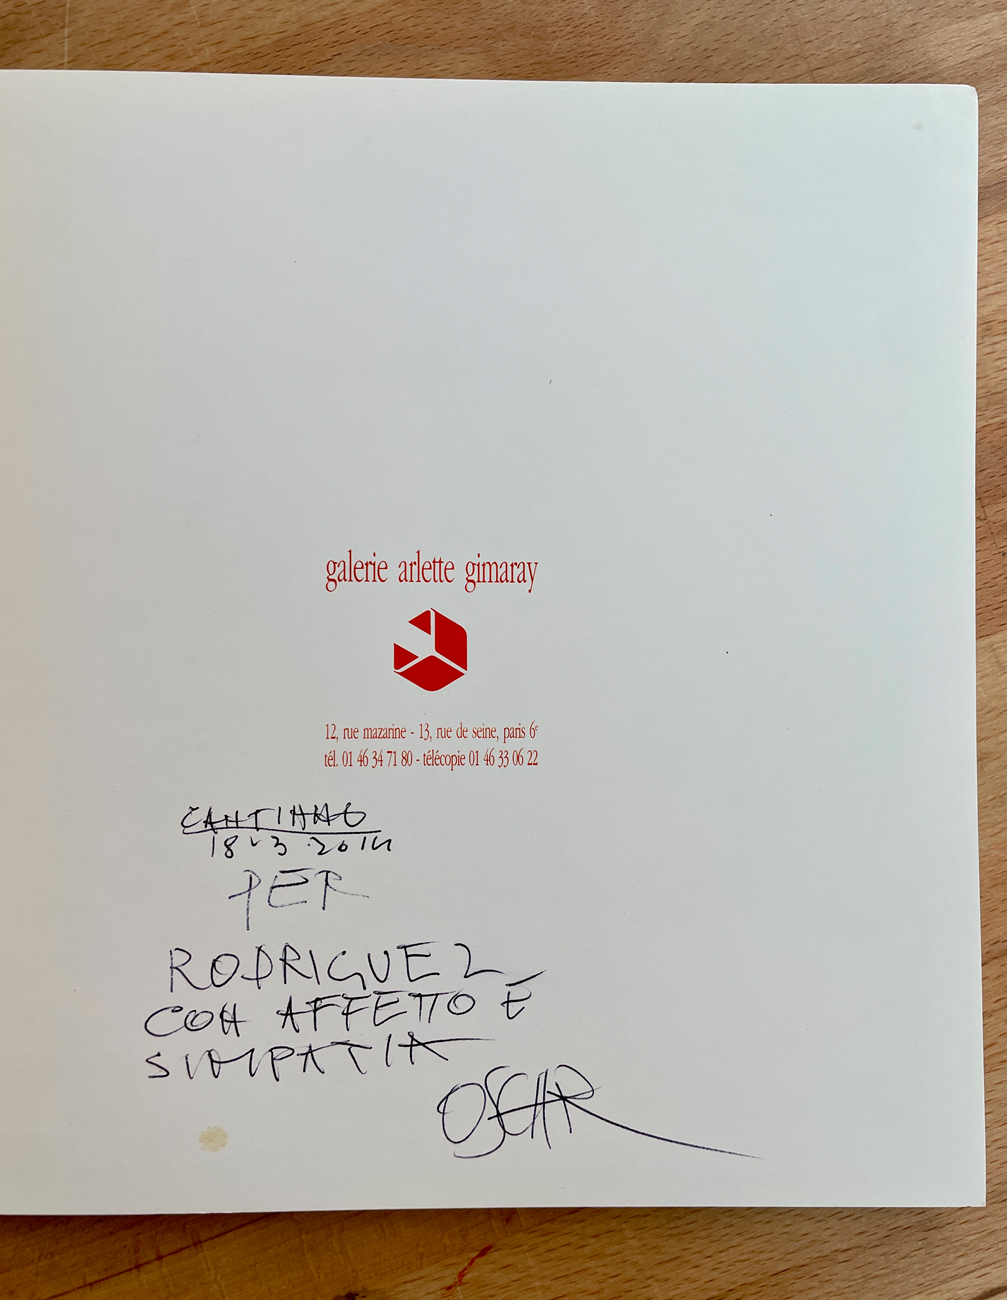 galerie arlette gimaray
12, rue mazarine - 13, rue de seine, paris 6e
tél. 01 46 34 71 80 - télécopie 01 46 33 06 22
18-3.2014
PER
RODRIGUEZ
CON AFFETTO E
SIMPATIA
OSCAR